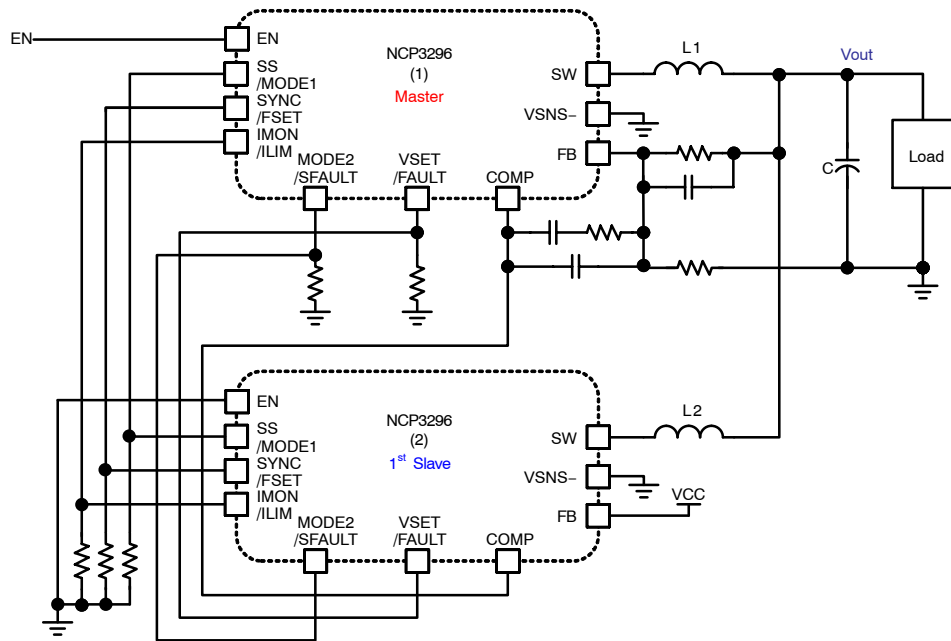 EN
EN
SS
/MODE1
SYNC
/FSET
IMON
/ILIM
MODE2
/SFAULT
VSET
/FAULT
COMP
NCP3296
(1)
Master
SW
VSNS−
FB
L1
Vout
C
Load
EN
SS
/MODE1
SYNC
/FSET
IMON
/ILIM
MODE2
/SFAULT
VSET
/FAULT
COMP
NCP3296
(2)
1st Slave
SW
VSNS−
FB
L2
VCC